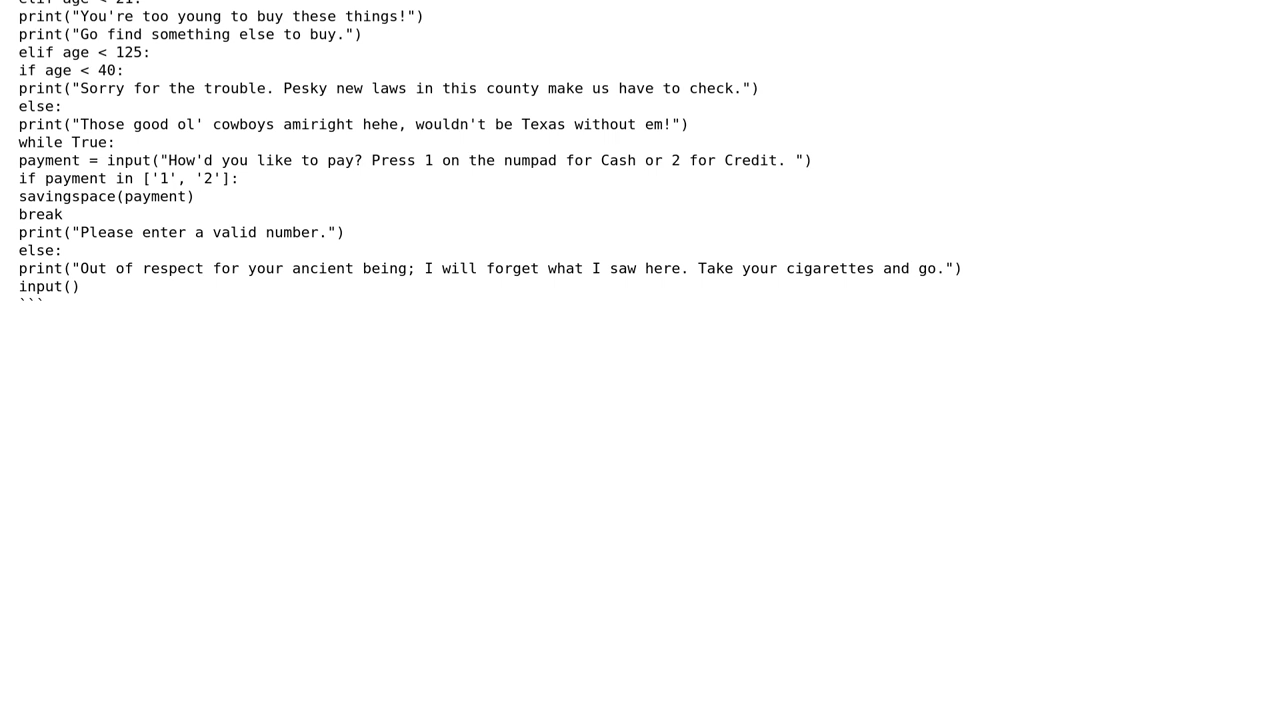 elif age < 21:
print("You're too young to buy these things!")
print("Go find something else to buy.")
elif age < 125:
if age < 40:
print("Sorry for the trouble. Pesky new laws in this county make us have to check.")
else:
print("Those good ol' cowboys amiright hehe, wouldn't be Texas without em!")
while True:
payment = input("How'd you like to pay? Press 1 on the numpad for Cash or 2 for Credit. ")
if payment in ['1', '2']:
savingspace(payment)
break
print("Please enter a valid number.")
else:
print("Out of respect for your ancient being; I will forget what I saw here. Take your cigarettes and go.")
input()
```